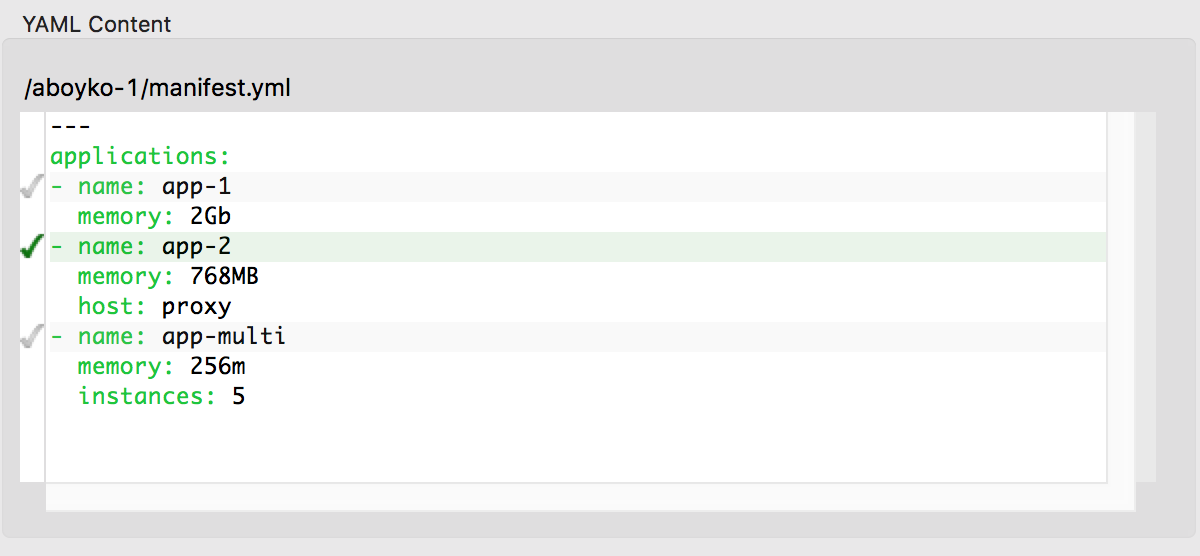 YAML Content
/aboyko-1/manifest.yml
---
applications:
- name: app-1
  memory: 2Gb
- name: app-2
  memory: 768MB
  host: proxy
- name: app-multi
  memory: 256m
  instances: 5